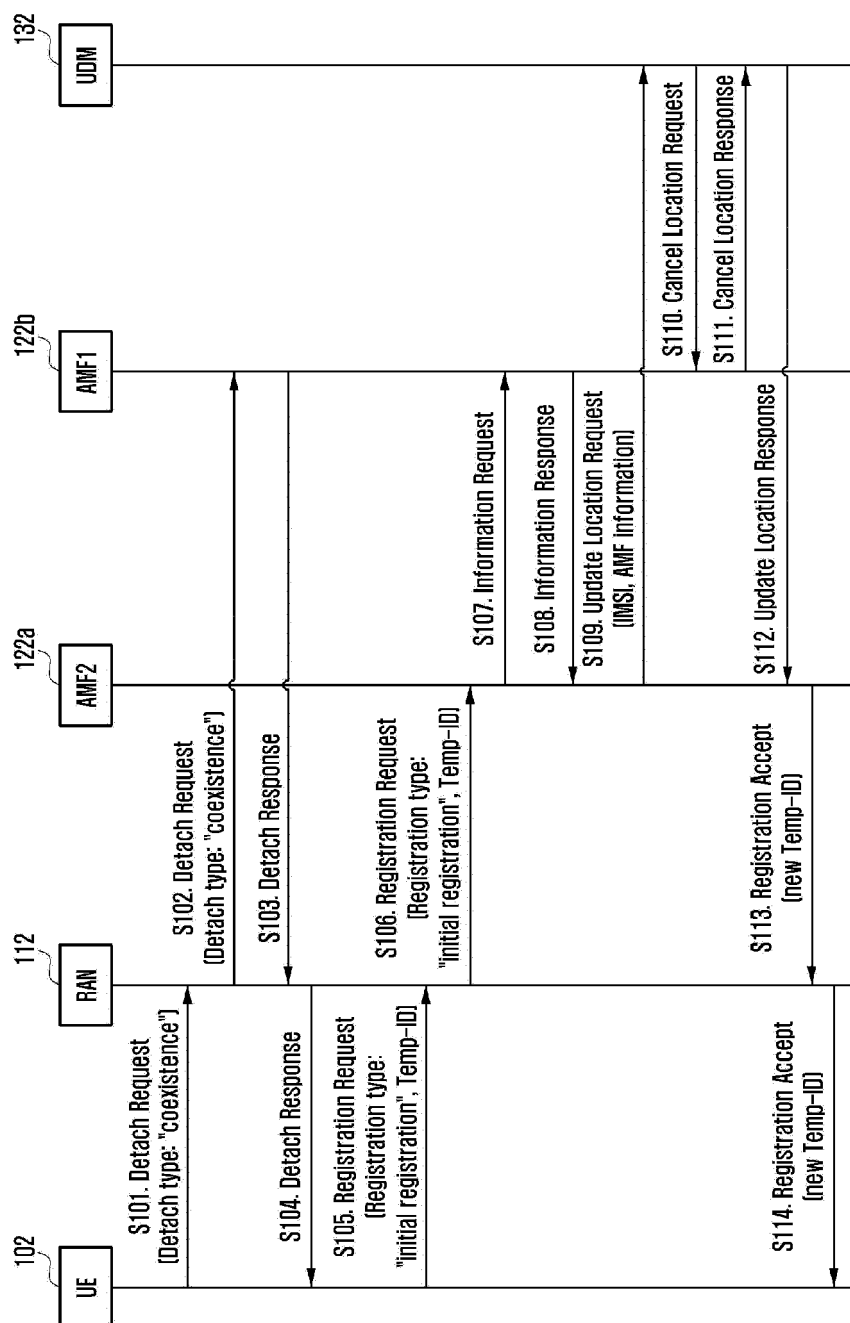 102
UE
112
RAN
122a
AMF2
122b
AMF1
132
UDM
S101. Detach Request
(Detach type: "coexistence")
S102. Detach Request
(Detach type: "coexistence")
S103. Detach Response
S104. Detach Response
S105. Registration Request
(Registration type:
"initial registration", Temp-ID)
S106. Registration Request
(Registration type:
"initial registration", Temp-ID)
S107. Information Request
S108. Information Response
S109. Update Location Request
(IMSI, AMF information)
S110. Cancel Location Request
S111. Cancel Location Response
S112. Update Location Response
S113. Registration Accept
(new Temp-ID)
S114. Registration Accept
(new Temp-ID)